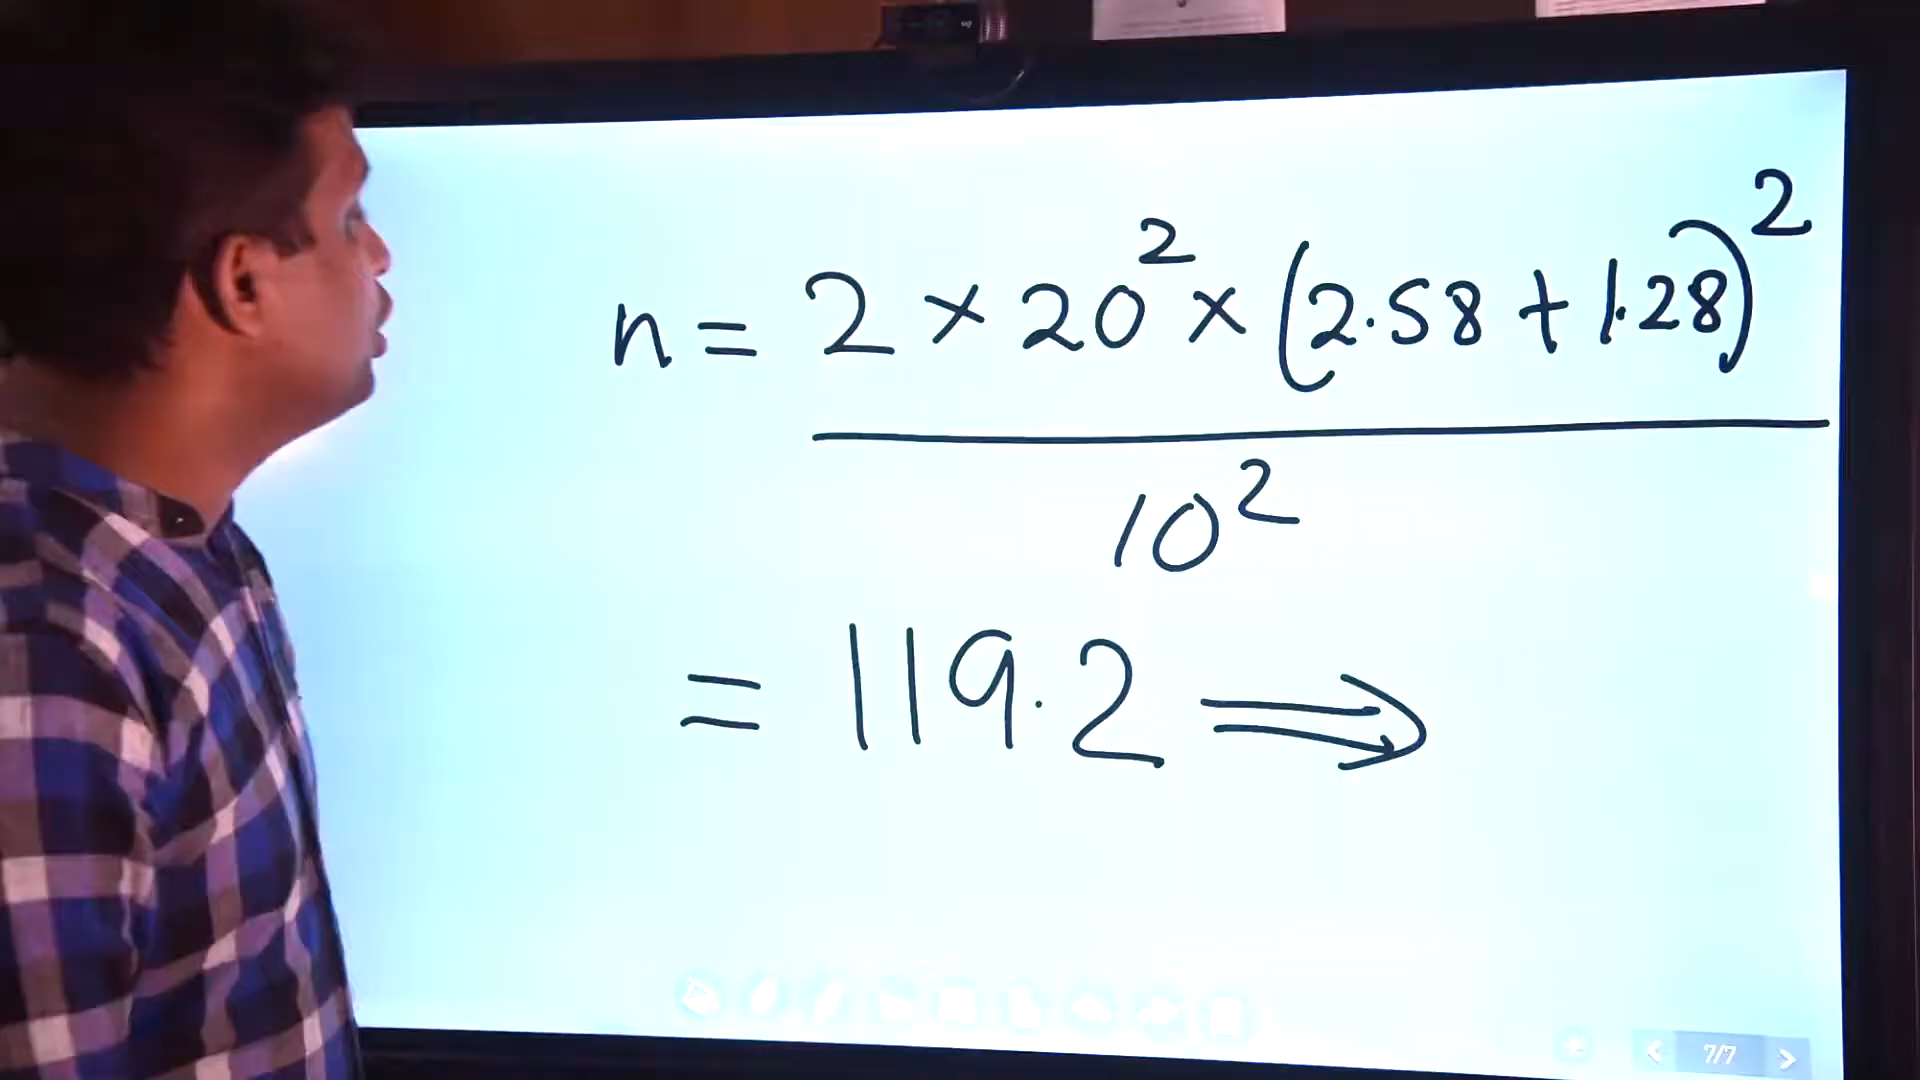 n = 2 × 20² × (2.58 + 1.28)²
10²
= 119.2 ⇒
7/7